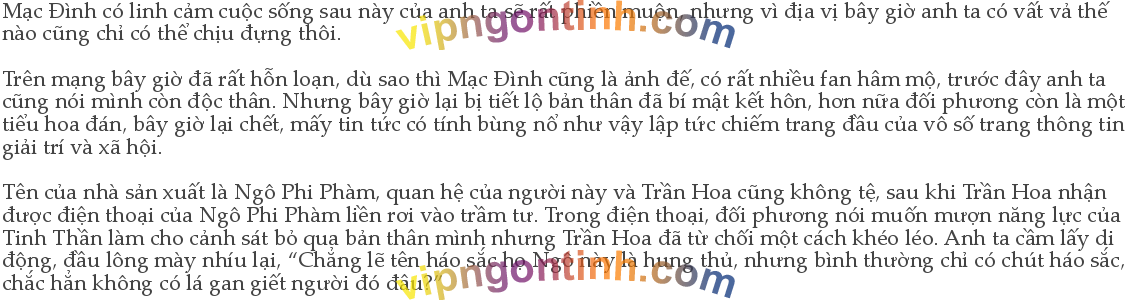 Mạc Đình có linh cảm cuộc sống sau này của anh ta sẽ rất phiền muộn, nhưng vì địa vị bây giờ anh ta có vất vả thế
nào cũng chỉ có thể chịu đựng thôi.
vipngontinh.com
Trên mạng bây giờ đã rất hỗn loạn, dù sao thì Mạc Đình cũng là ảnh đế, có rất nhiều fan hâm mộ, trước đây anh ta
cũng nói mình còn độc thân. Nhưng bây giờ lại bị tiết lộ bản thân đã bí mật kết hôn, hơn nữa đối phương còn là một
tiểu hoa đán, bây giờ lại chết, mấy tin tức có tính bùng nổ như vậy lập tức chiếm trang đầu của vô số trang thông tin
giải trí và xã hội.
Tên của nhà sản xuất là Ngô Phi Phàm, quan hệ của người này và Trần Hoa cũng không tệ, sau khi Trần Hoa nhận
được điện thoại của Ngô Phi Phàm liền rơi vào trầm tư. Trong điện thoại, đối phương nói muốn mượn năng lực của
Tinh Thần làm cho cảnh sát bỏ qua bản thân mình nhưng Trần Hoa đã từ chối một cách khéo léo. Anh ta cầm lấy di
động, đầu lông mày nhíu lại, “Chẳng lẽ tên háo sắc họ Ngô này là hung thủ, nhưng bình thường chỉ có chút háo sắc,
chắc hẳn không có lá gan giết người đó đâu?”
vipngontinh.com